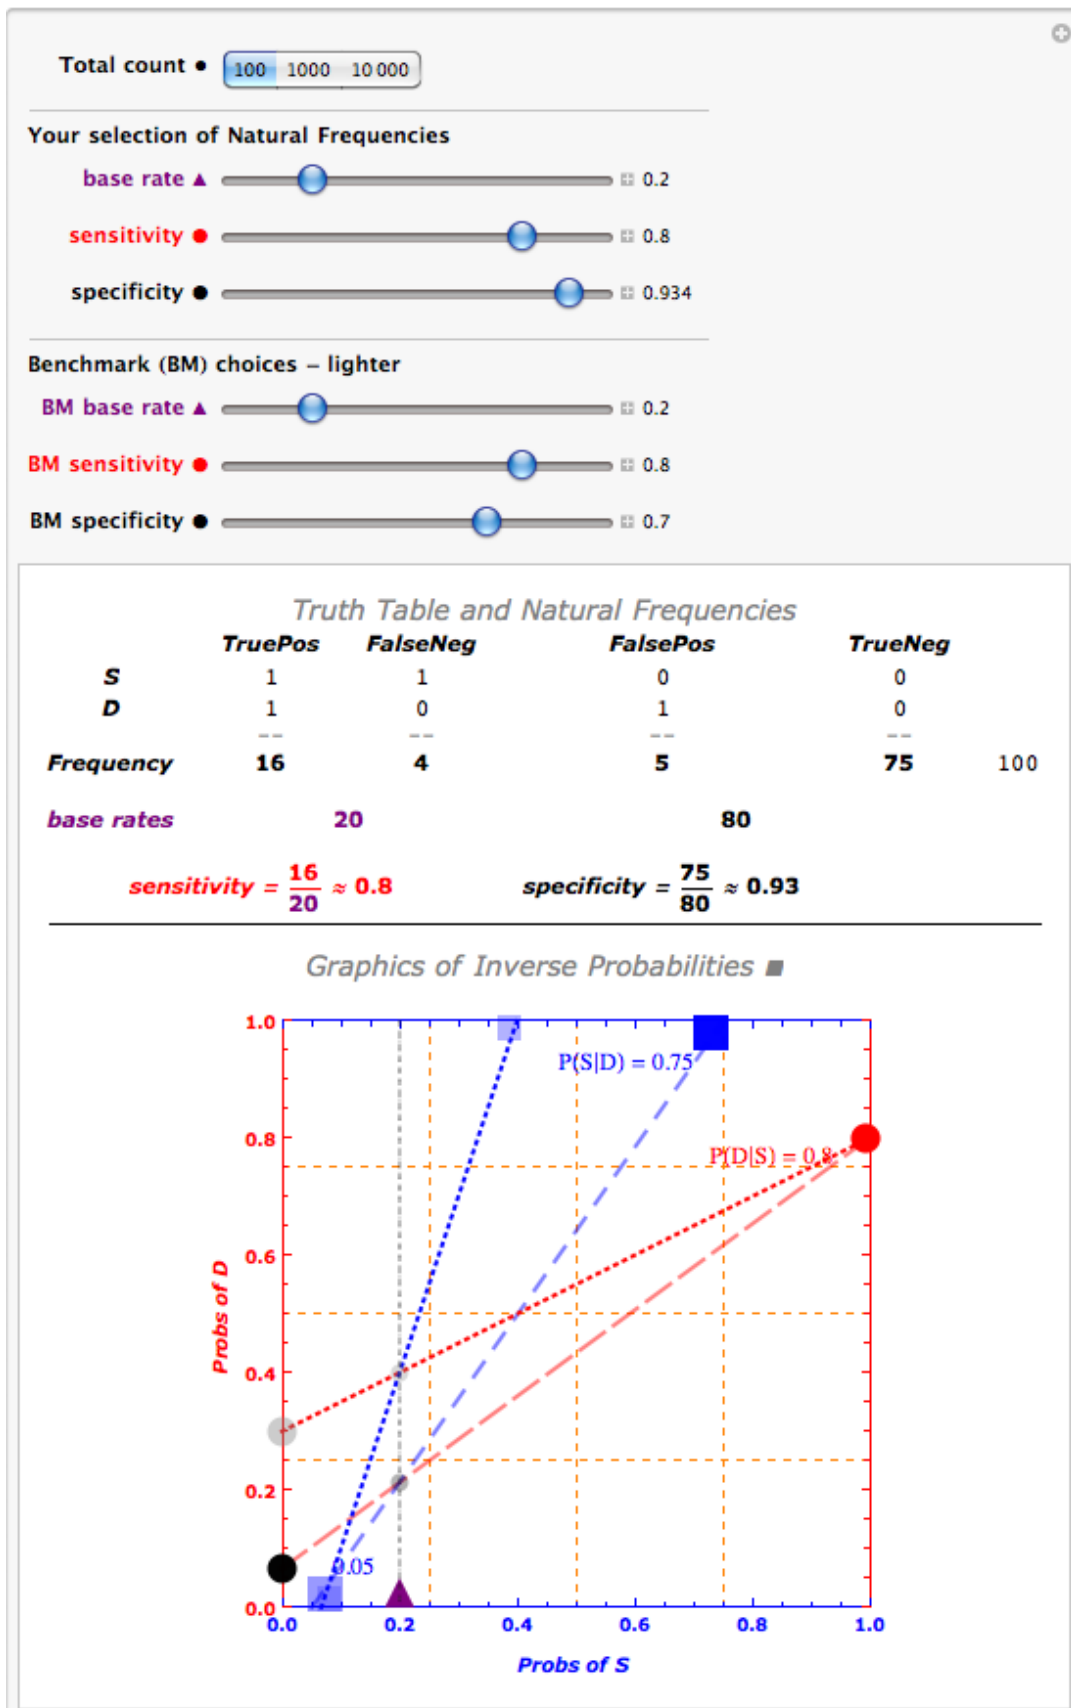 Total count • 100 1000 10 000
Your selection of Natural Frequencies
base rate ▲ 0.2
sensitivity ● 0.8
specificity ● 0.934
Benchmark (BM) choices – lighter
BM base rate ▲ 0.2
BM sensitivity ● 0.8
BM specificity ● 0.7
Truth Table and Natural Frequencies
TruePos FalseNeg FalsePos TrueNeg
S 1 1 0 0
D 1 0 1 0
-- -- -- --
Frequency 16 4 5 75 100
base rates 20 80
sensitivity = 16/20 ≈ 0.8 specificity = 75/80 ≈ 0.93
Graphics of Inverse Probabilities ■
1.0
P(S|D) = 0.75
0.8
P(D|S) = 0.8
0.6
Probs of D
0.4
0.2
0.05
0.0
0.0 0.2 0.4 0.6 0.8 1.0
Probs of S